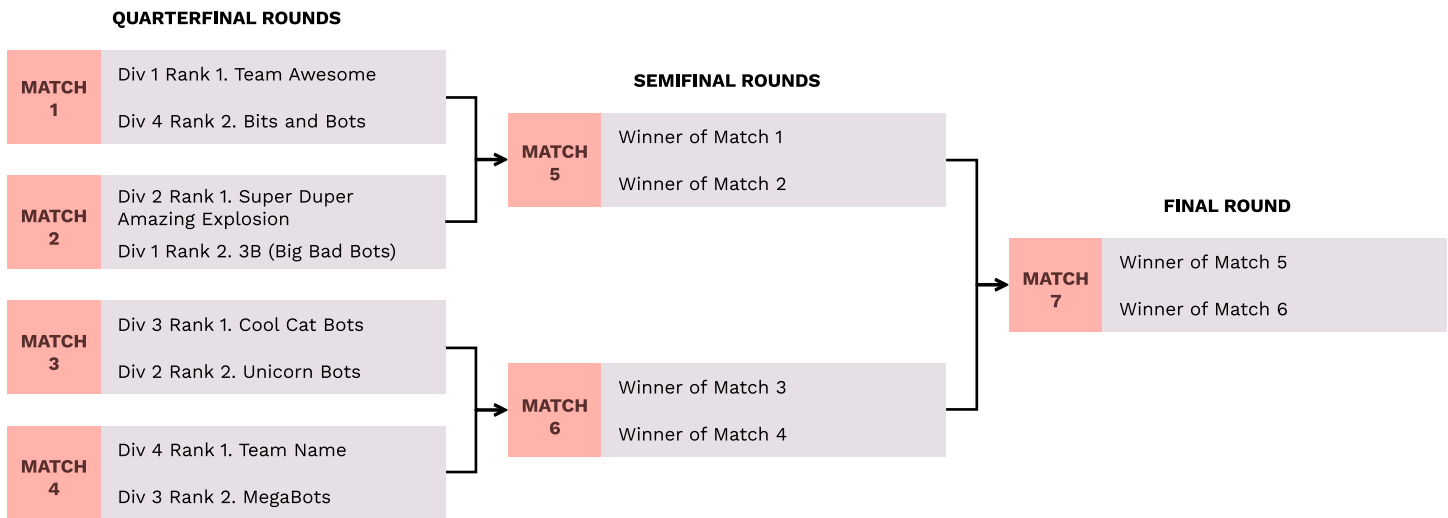 QUARTERFINAL ROUNDS
MATCH
1
Div 1 Rank 1. Team Awesome
Div 4 Rank 2. Bits and Bots
MATCH
2
Div 2 Rank 1. Super Duper
Amazing Explosion
Div 1 Rank 2. 3B (Big Bad Bots)
MATCH
3
Div 3 Rank 1. Cool Cat Bots
Div 2 Rank 2. Unicorn Bots
MATCH
4
Div 4 Rank 1. Team Name
Div 3 Rank 2. MegaBots
SEMIFINAL ROUNDS
MATCH
5
Winner of Match 1
Winner of Match 2
MATCH
6
Winner of Match 3
Winner of Match 4
FINAL ROUND
MATCH
7
Winner of Match 5
Winner of Match 6